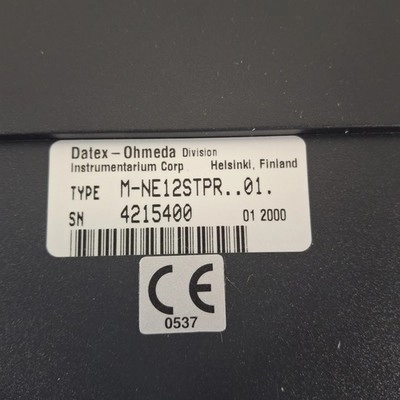 Datex-Ohmeda Division
Instrumentarium Corp Helsinki, Finland
TYPE M-NE12STPR..01.
SN 4215400 01 2000
CE
0537